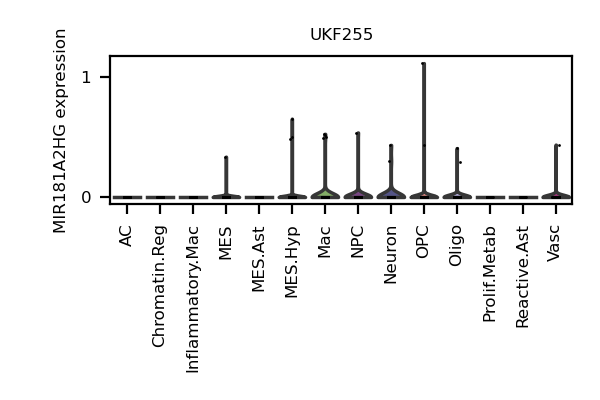 UKF255
MIR181A2HG expression
1
0
AC
Chromatin.Reg
Inflammatory.Mac
MES
MES.Ast
MES.Hyp
Mac
NPC
Neuron
OPC
Oligo
Prolif.Metab
Reactive.Ast
Vasc